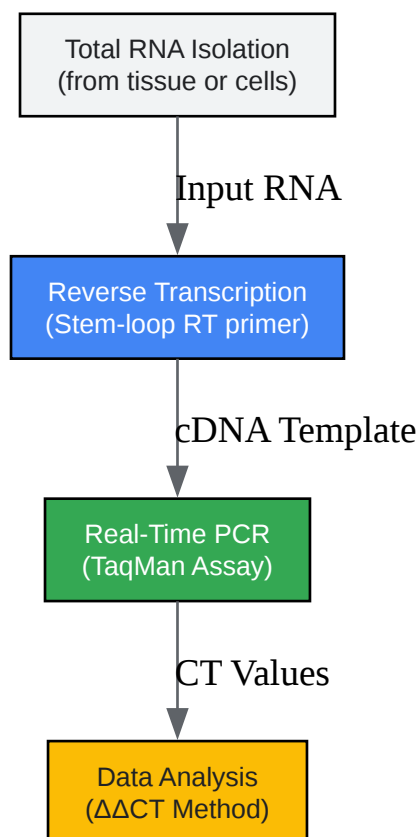 Total RNA Isolation
(from tissue or cells)
Input RNA
Reverse Transcription
(Stem-loop RT primer)
cDNA Template
Real-Time PCR
(TaqMan Assay)
CT Values
Data Analysis
(ΔΔCT Method)